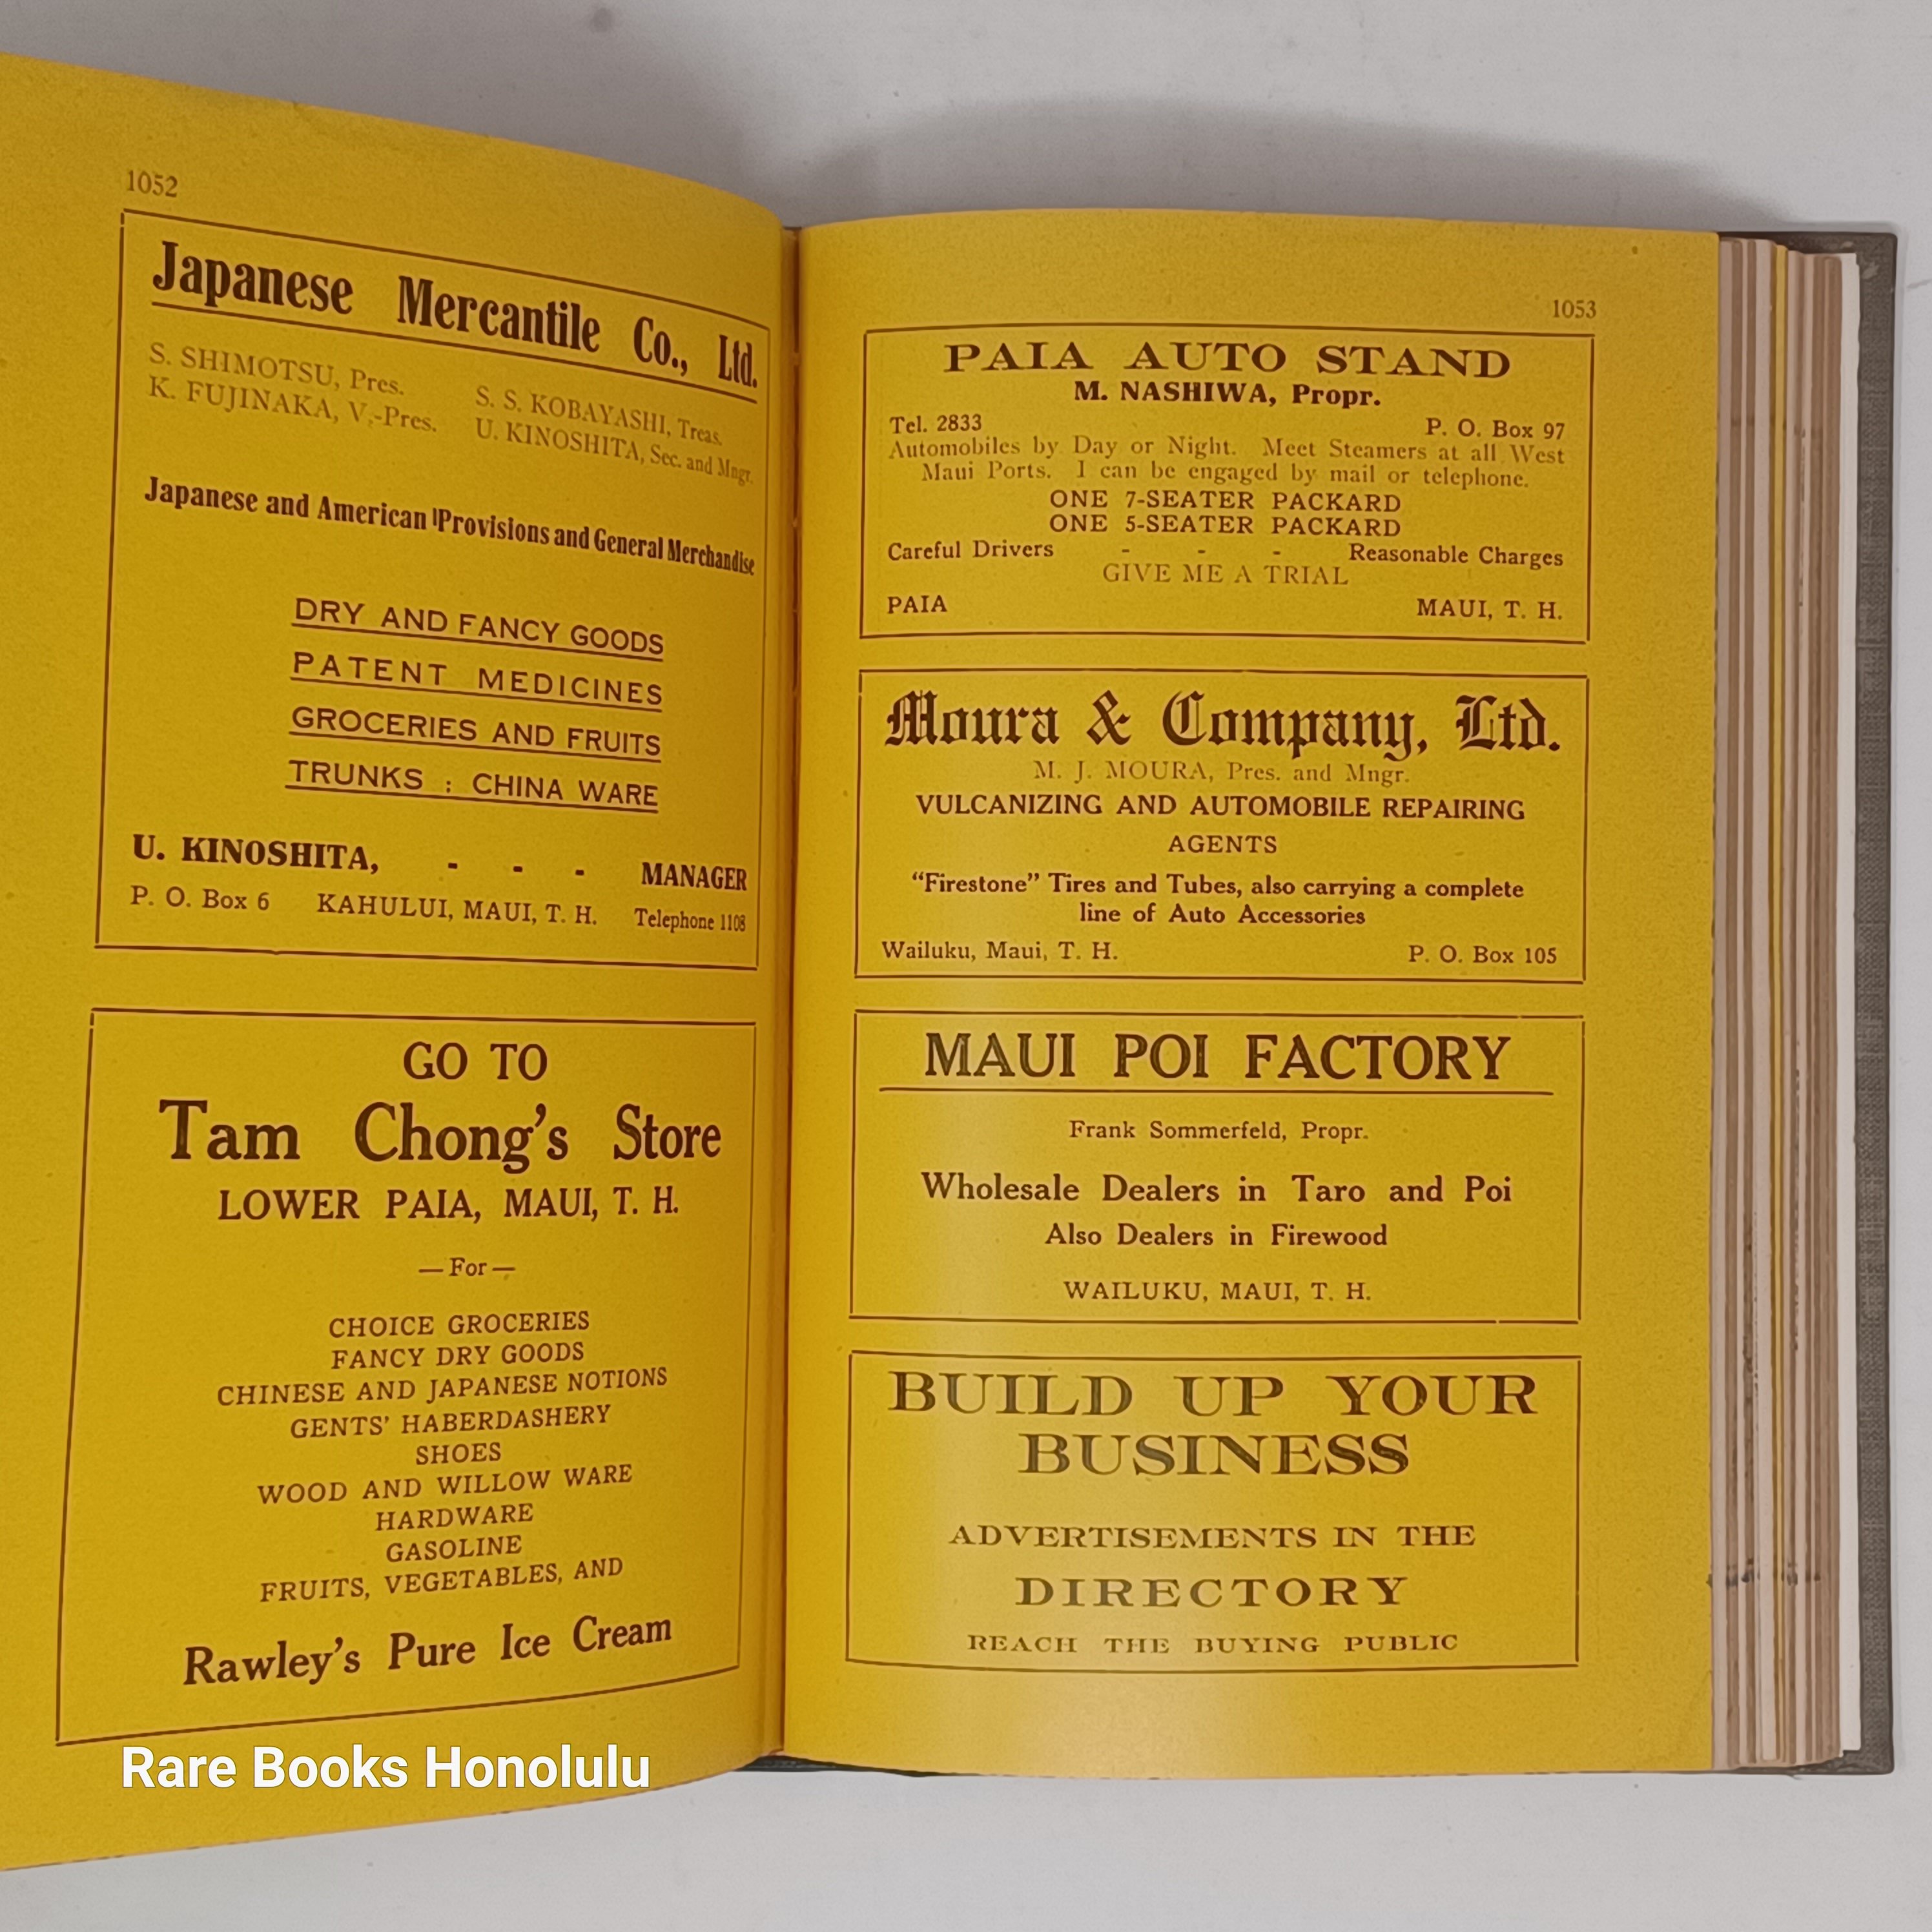 1052
Japanese Mercantile Co., Ltd.
S. SHIMOTSU, Pres. S. S. KOBAYASHI, Treas.
K. FUJINAKA, V.-Pres. U. KINOSHITA, Sec. and Mngr.
Japanese and American Provisions and General Merchandise
DRY AND FANCY GOODS
PATENT MEDICINES
GROCERIES AND FRUITS
TRUNKS : CHINA WARE
U. KINOSHITA, - - - MANAGER
P. O. Box 6 KAHULUI, MAUI, T. H. Telephone 1108
GO TO
Tam Chong's Store
LOWER PAIA, MAUI, T. H.
— For —
CHOICE GROCERIES
FANCY DRY GOODS
CHINESE AND JAPANESE NOTIONS
GENTS' HABERDASHERY
SHOES
WOOD AND WILLOW WARE
HARDWARE
GASOLINE
FRUITS, VEGETABLES, AND
Rawley's Pure Ice Cream
1053
PAIA AUTO STAND
M. NASHIWA, Propr.
Tel. 2833 P. O. Box 97
Automobiles by Day or Night. Meet Steamers at all West
Maui Ports. I can be engaged by mail or telephone.
ONE 7-SEATER PACKARD
ONE 5-SEATER PACKARD
Careful Drivers - - - Reasonable Charges
GIVE ME A TRIAL
PAIA MAUI, T. H.
Moura & Company, Ltd.
M. J. MOURA, Pres. and Mngr.
VULCANIZING AND AUTOMOBILE REPAIRING
AGENTS
"Firestone" Tires and Tubes, also carrying a complete
line of Auto Accessories
Wailuku, Maui, T. H. P. O. Box 105
MAUI POI FACTORY
Frank Sommerfeld, Propr.
Wholesale Dealers in Taro and Poi
Also Dealers in Firewood
WAILUKU, MAUI, T. H.
BUILD UP YOUR
BUSINESS
ADVERTISEMENTS IN THE
DIRECTORY
REACH THE BUYING PUBLIC
Rare Books Honolulu